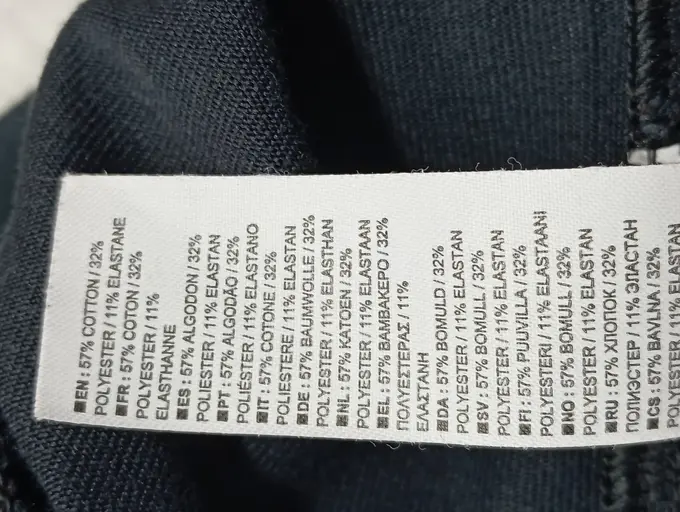 ■EN : 57% COTTON / 32%
POLYESTER / 11% ELASTANE
■FR : 57% COTON / 32%
POLYESTER / 11%
ELASTHANNE
■ES : 57% ALGODON / 32%
POLIESTER / 11% ELASTAN
■PT : 57% ALGODÃO / 32%
POLIÉSTER / 11% ELASTANO
■IT : 57% COTONE / 32%
POLIESTERE / 11% ELASTAN
■DE : 57% BAUMWOLLE / 32%
POLYESTER / 11% ELASTHAN
■NL : 57% KATOEN / 32%
POLYESTER / 11% ELASTAAN
■EL : 57% ΒΑΜΒΑΚΕΡΟ / 32%
ΠΟΛΥΕΣΤΕΡΑΣ / 11%
ΕΛΑΣΤΑΝΗ
■DA : 57% BOMULD / 32%
POLYESTER / 11% ELASTAN
■SV : 57% BOMULL / 32%
POLYESTER / 11% ELASTAN
■FI : 57% PUUVILLA / 32%
POLYESTERI / 11% ELASTAANI
■NO : 57% BOMULL / 32%
POLYESTER / 11% ELASTAN
■RU : 57% ХЛОПОК / 32%
ПОЛИЭСТЕР / 11% ЭЛАСТАН
■CS : 57% BAVLNA / 32%
POLYESTER / 11%